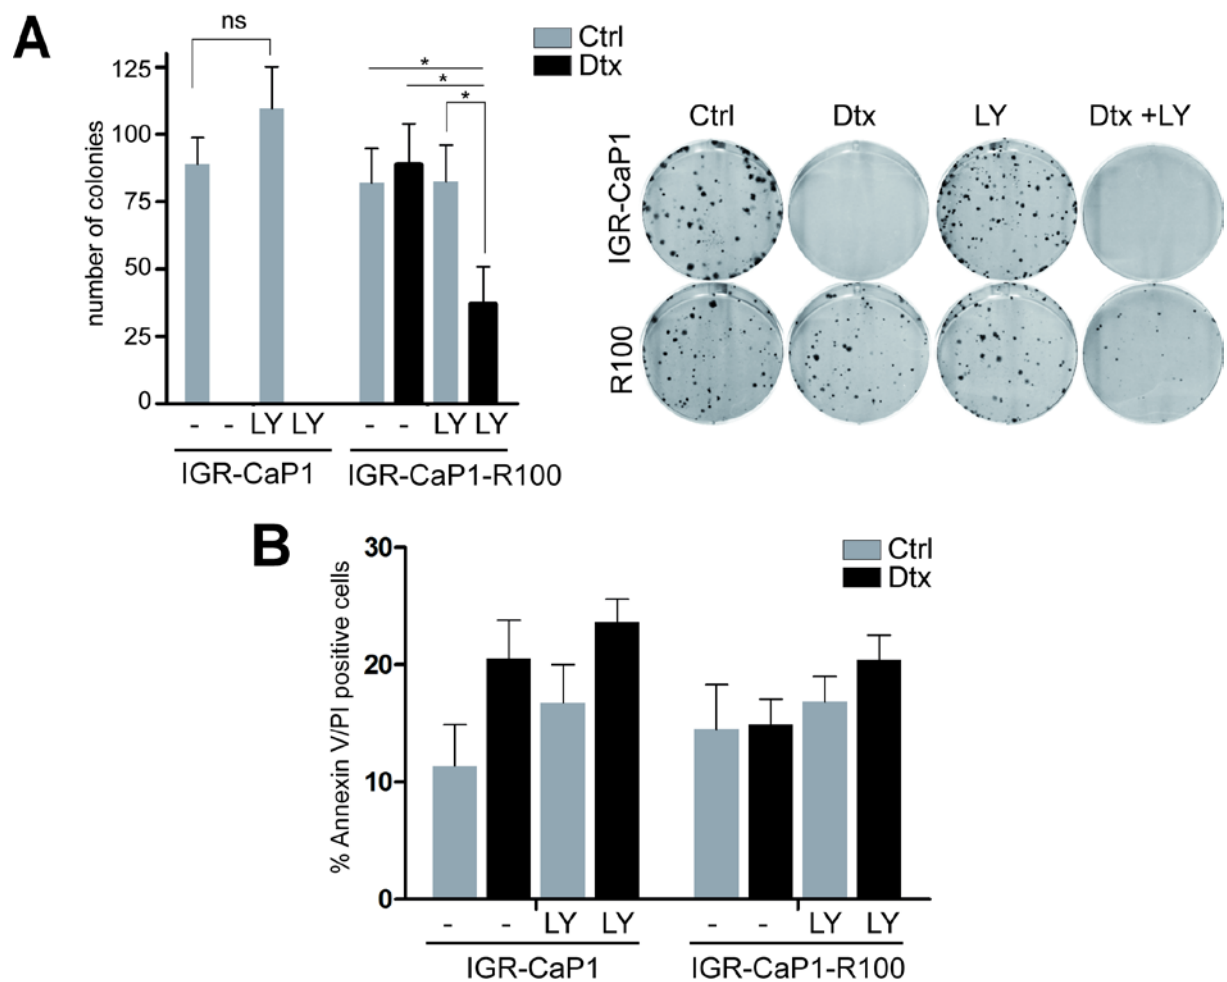 A
ns
Ctrl
Dtx
*
*
*
number of colonies
125
100
75
50
25
0
- - LY LY - - LY LY
IGR-CaP1 IGR-CaP1-R100
Ctrl Dtx LY Dtx +LY
IGR-CaP1
R100
B
Ctrl
Dtx
% Annexin V/PI positive cells
30
20
10
0
- - LY LY - - LY LY
IGR-CaP1 IGR-CaP1-R100